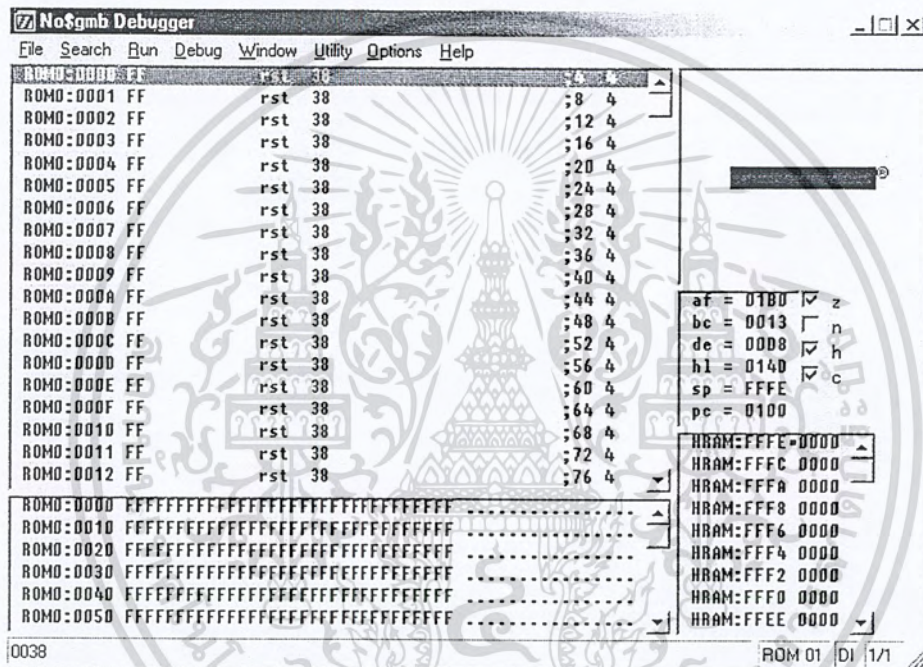 No$gmb Debugger
File Search Run Debug Window Utility Options Help
ROM0:0000 FF rst 38 ;4 4
ROM0:0001 FF rst 38 ;8 4
ROM0:0002 FF rst 38 ;12 4
ROM0:0003 FF rst 38 ;16 4
ROM0:0004 FF rst 38 ;20 4
ROM0:0005 FF rst 38 ;24 4
ROM0:0006 FF rst 38 ;28 4
ROM0:0007 FF rst 38 ;32 4
ROM0:0008 FF rst 38 ;36 4
ROM0:0009 FF rst 38 ;40 4
ROM0:000A FF rst 38 ;44 4
ROM0:000B FF rst 38 ;48 4
ROM0:000C FF rst 38 ;52 4
ROM0:000D FF rst 38 ;56 4
ROM0:000E FF rst 38 ;60 4
ROM0:000F FF rst 38 ;64 4
ROM0:0010 FF rst 38 ;68 4
ROM0:0011 FF rst 38 ;72 4
ROM0:0012 FF rst 38 ;76 4
ROM0:0000 FFFFFFFFFFFFFFFFFFFFFFFFFFFFFFFF ................
ROM0:0010 FFFFFFFFFFFFFFFFFFFFFFFFFFFFFFFF ................
ROM0:0020 FFFFFFFFFFFFFFFFFFFFFFFFFFFFFFFF ................
ROM0:0030 FFFFFFFFFFFFFFFFFFFFFFFFFFFFFFFF ................
ROM0:0040 FFFFFFFFFFFFFFFFFFFFFFFFFFFFFFFF ................
ROM0:0050 FFFFFFFFFFFFFFFFFFFFFFFFFFFFFFFF ................
®
af = 01B0 z
bc = 0013 n
de = 00D8 h
hl = 014D c
sp = FFFE
pc = 0100
HRAM:FFFE 0000
HRAM:FFFC 0000
HRAM:FFFA 0000
HRAM:FFF8 0000
HRAM:FFF6 0000
HRAM:FFF4 0000
HRAM:FFF2 0000
HRAM:FFF0 0000
HRAM:FFEE 0000
0038 ROM 01 DI 1/1